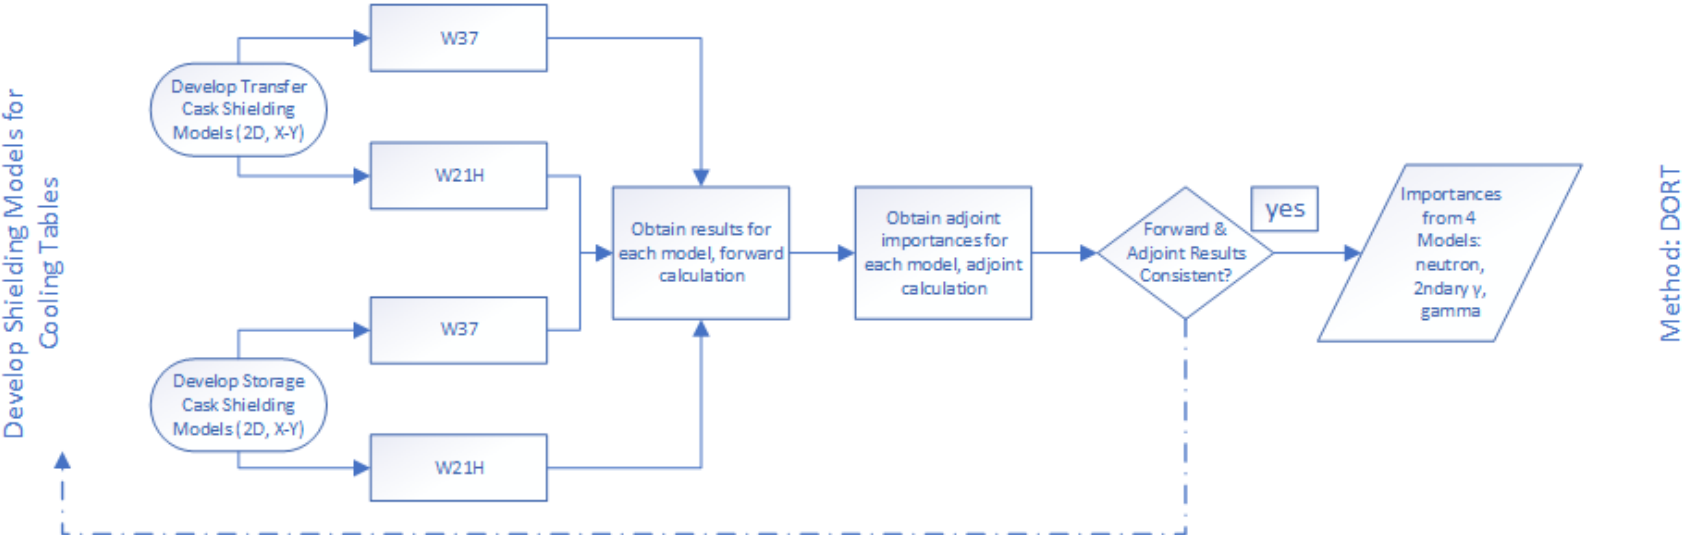 Develop Shielding Models for
Cooling Tables
Develop Transfer
Cask Shielding
Models (2D, X-Y)
W37
W21H
Develop Storage
Cask Shielding
Models (2D, X-Y)
W37
W21H
Obtain results for
each model, forward
calculation
Obtain adjoint
importances for
each model, adjoint
calculation
Forward &
Adjoint Results
Consistent?
yes
Importances
from 4
Models:
neutron,
2ndary γ,
gamma
Method: DORT